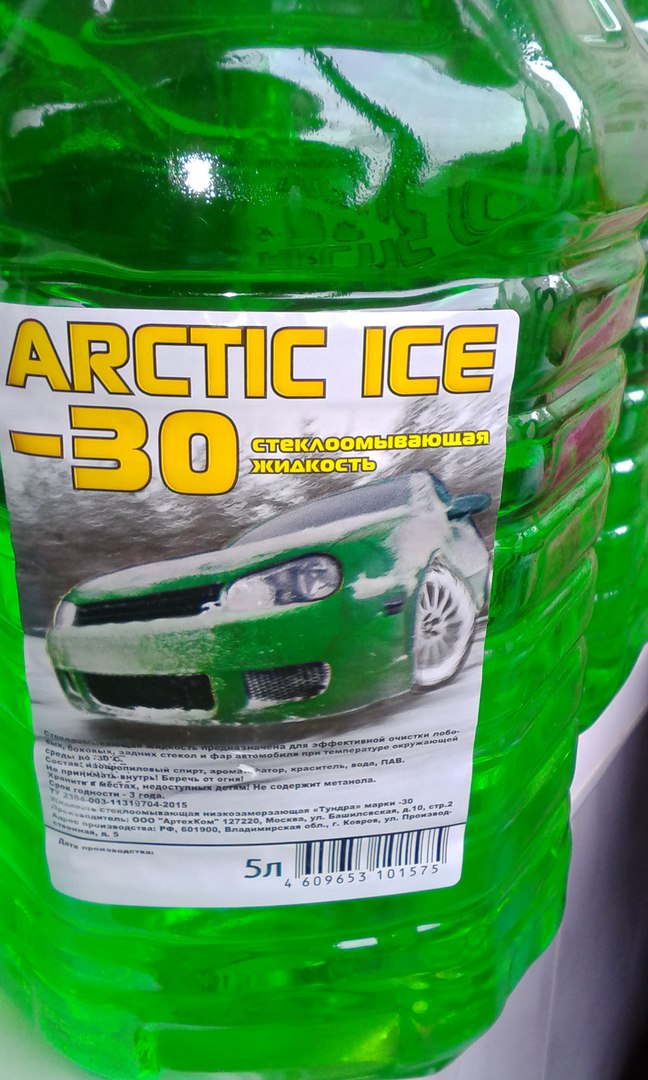 ARCTIC ICE
-30 стеклоомывающая
жидкость
Стеклоомывающая жидкость предназначена для эффективной очистки лобо-
вых, боковых, задних стекол и фар автомобиля при температуре окружающей
среды до -30°C.
Состав: изопропиловый спирт, арома тор, краситель, вода, ПАВ.
Не принимать внутрь! Беречь от огня!
Хранить в местах, недоступных детям! Не содержит метанола.
Срок годности - 3 года.
ТУ 2384-003-11319704-2015
Жидкость стеклоомывающая низкозамерзающая «Тундра» марки -30
Производитель: ООО "АртехКом" 127220, Москва, ул. Башиловская, д.10, стр.2
Адрес производства: РФ, 601900, Владимирская обл., г. Ковров, ул. Производ-
ственная, д. 5
Дата производства:
5л
4 609653 101575